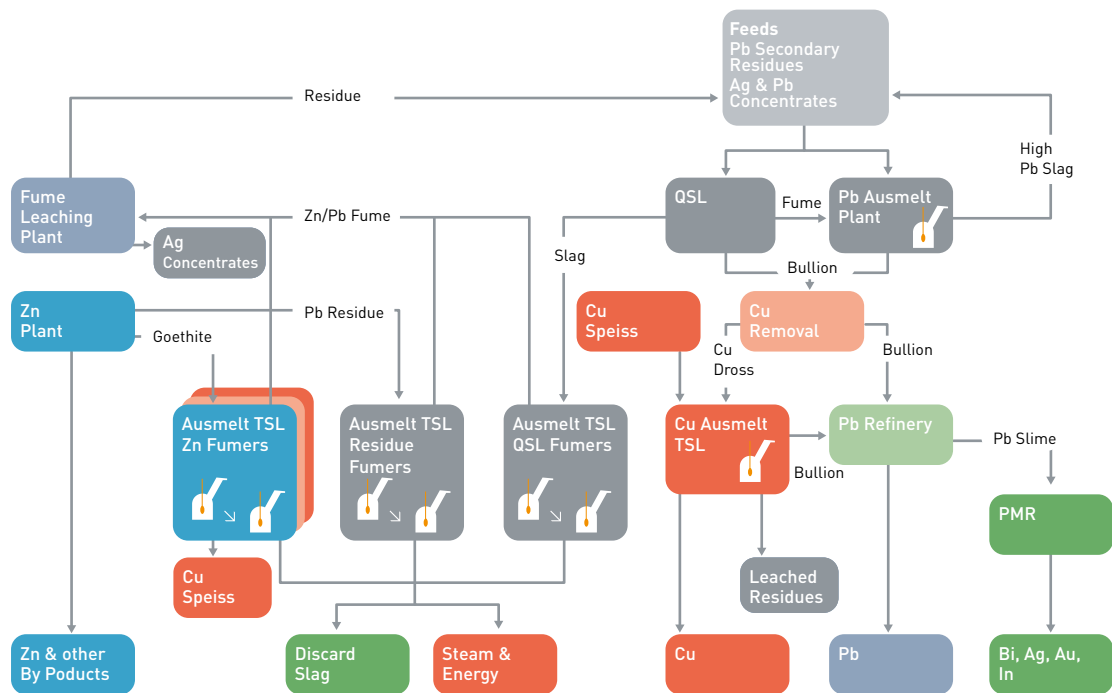 Feeds
Pb Secondary
Residues
Ag & Pb
Concentrates
Residue
High
Pb Slag
Fume
Leaching
Plant
Zn/Pb Fume
QSL
Fume
Pb Ausmelt
Plant
Ag
Concentrates
Slag
Bullion
Zn
Plant
Pb Residue
Goethite
Cu
Speiss
Cu
Removal
Cu
Dross
Bullion
Ausmelt TSL
Zn Fumers
Ausmelt TSL
Residue
Fumers
Ausmelt TSL
QSL Fumers
Cu Ausmelt
TSL
Bullion
Pb Refinery
Pb Slime
PMR
Cu
Speiss
Leached
Residues
Zn & other
By Poducts
Discard
Slag
Steam &
Energy
Cu
Pb
Bi, Ag, Au,
In